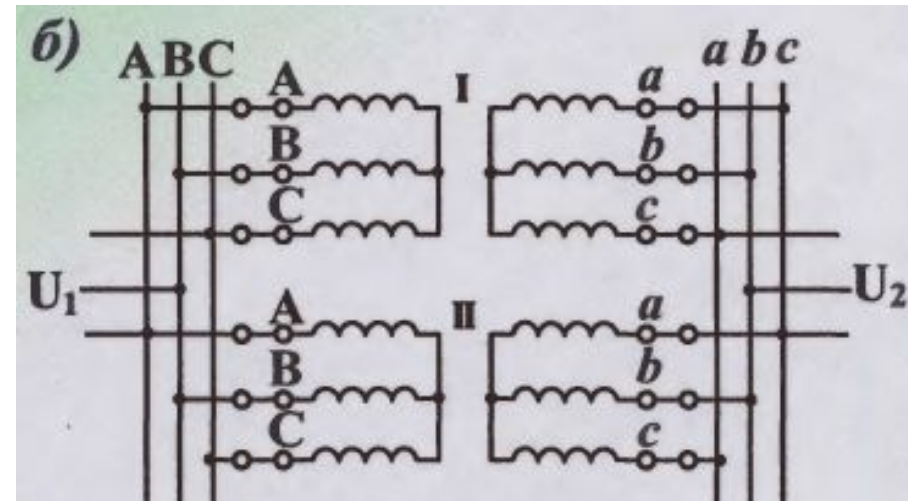 б)
A B C a b c
A I a
B b
C c
U₁ U₂
A II a
B b
C c